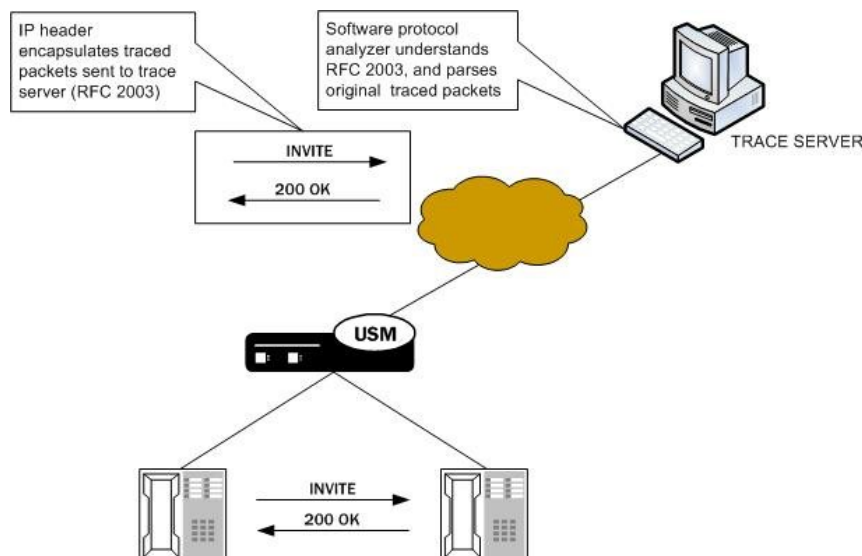 IP header
encapsulates traced
packets sent to trace
server (RFC 2003)
Software protocol
analyzer understands
RFC 2003, and parses
original traced packets
TRACE SERVER
INVITE
200 OK
USM
INVITE
200 OK